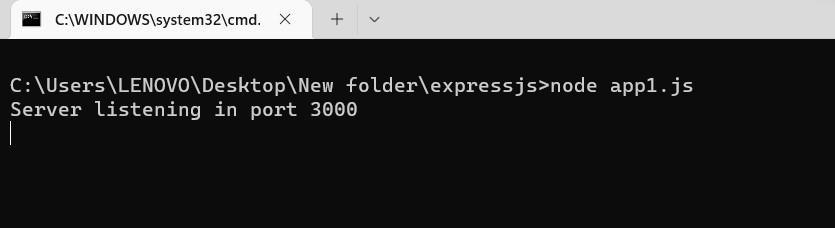 C:\WINDOWS\system32\cmd.
C:\Users\LENOVO\Desktop\New folder\expressjs>node app1.js
Server listening in port 3000